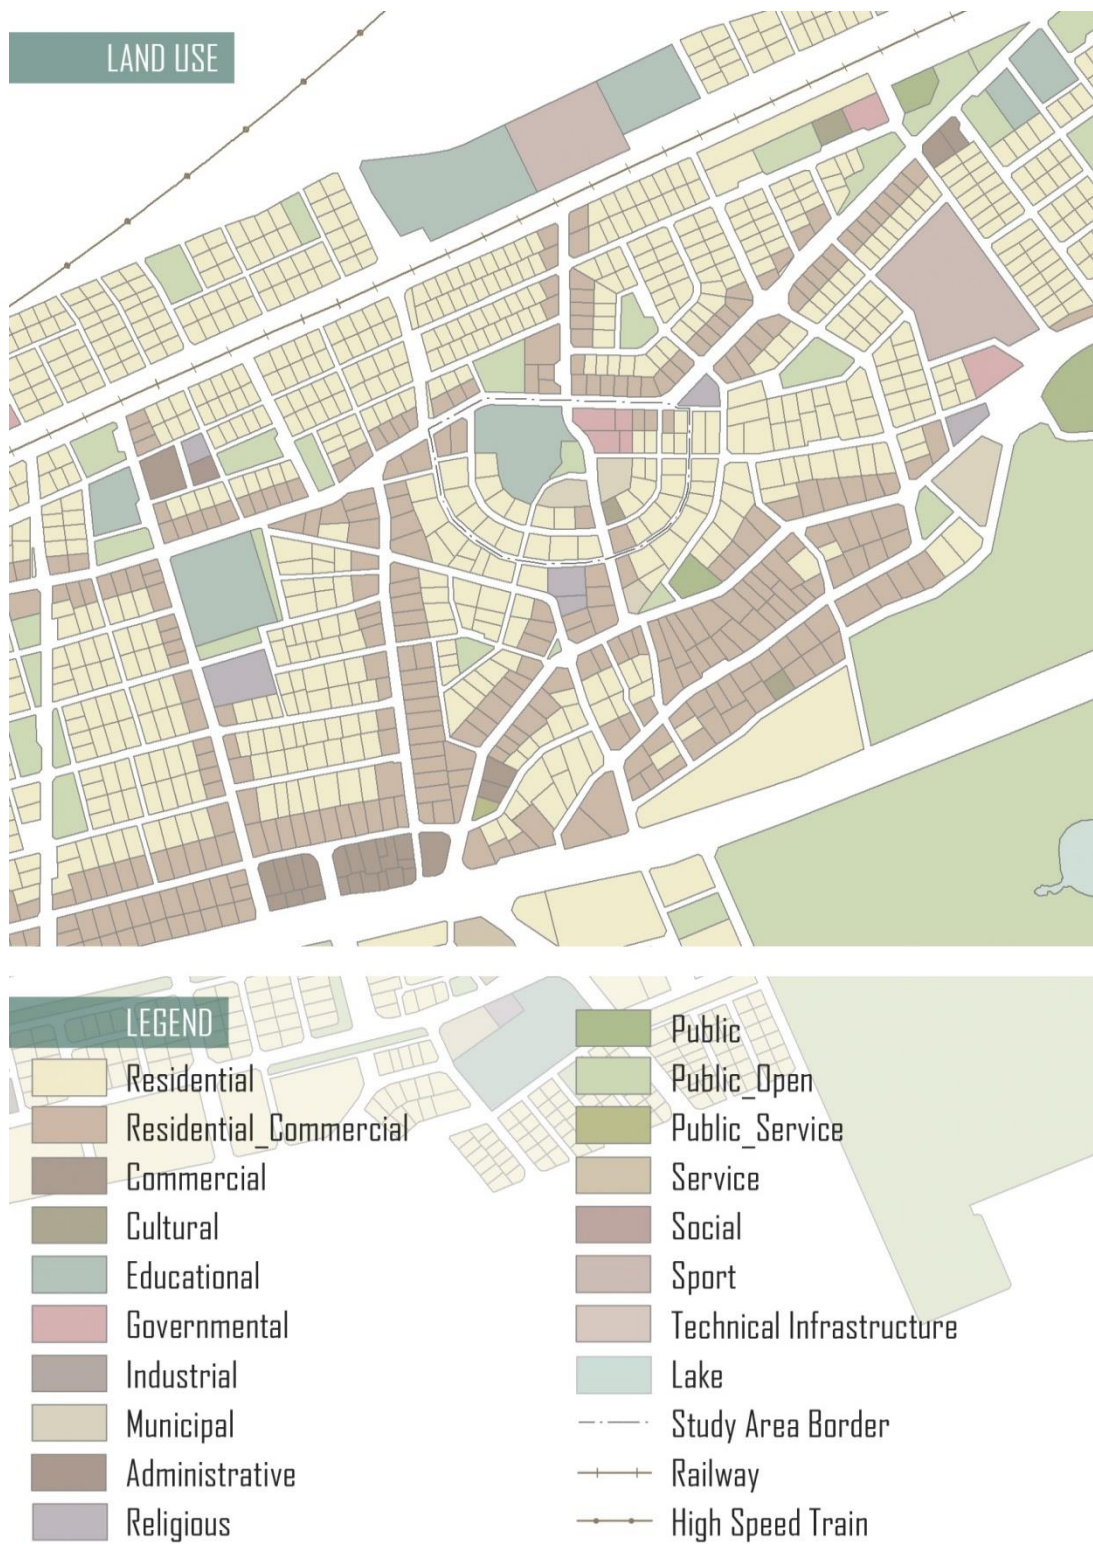 LAND USE
LEGEND
Residential
Residential_Commercial
Commercial
Cultural
Educational
Governmental
Industrial
Municipal
Administrative
Religious
Public
Public_Open
Public_Service
Service
Social
Sport
Technical Infrastructure
Lake
Study Area Border
Railway
High Speed Train